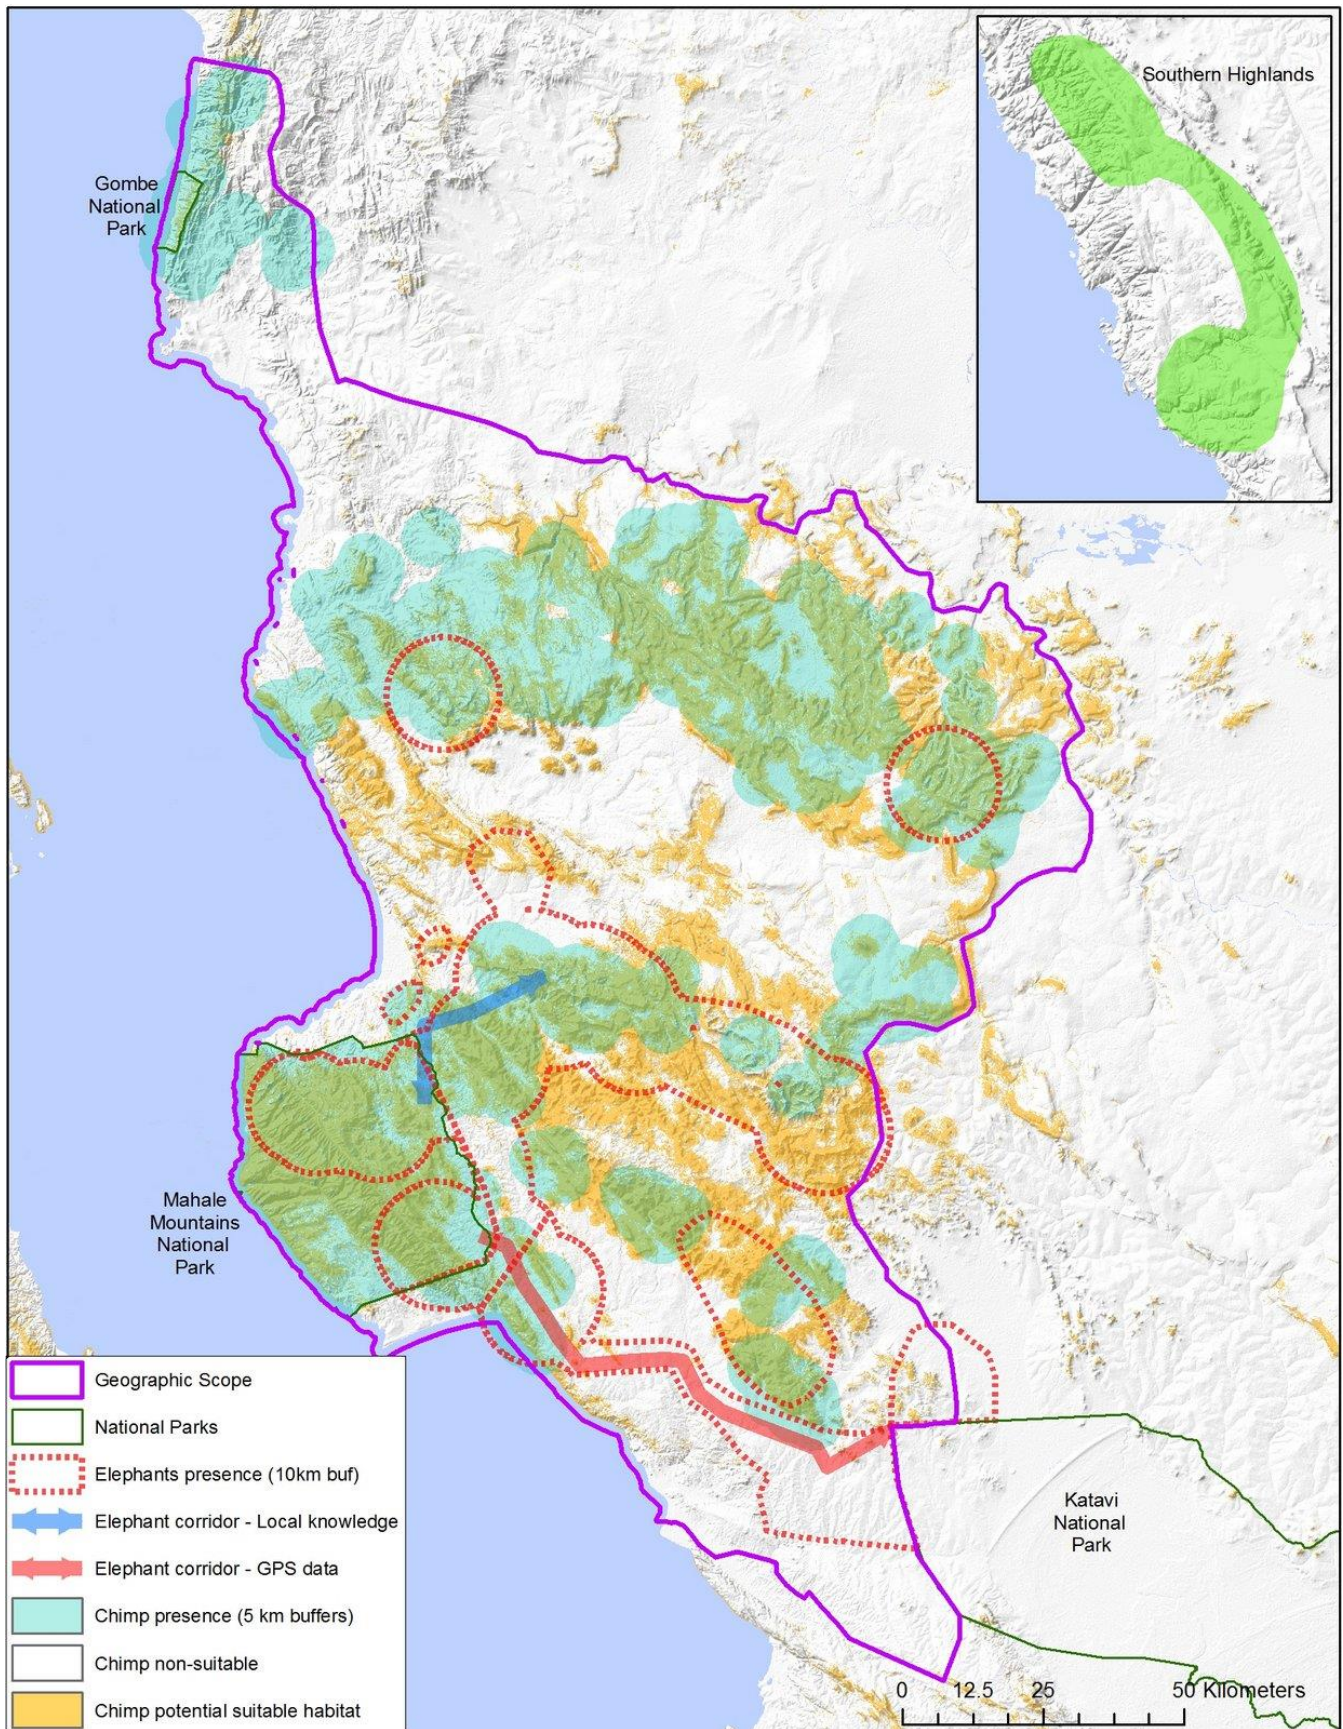 Southern Highlands
Gombe
National
Park
Mahale
Mountains
National
Park
Katavi
National
Park
Geographic Scope
National Parks
Elephants presence (10km buf)
Elephant corridor - Local knowledge
Elephant corridor - GPS data
Chimp presence (5 km buffers)
Chimp non-suitable
Chimp potential suitable habitat
0 12.5 25 50 Kilometers